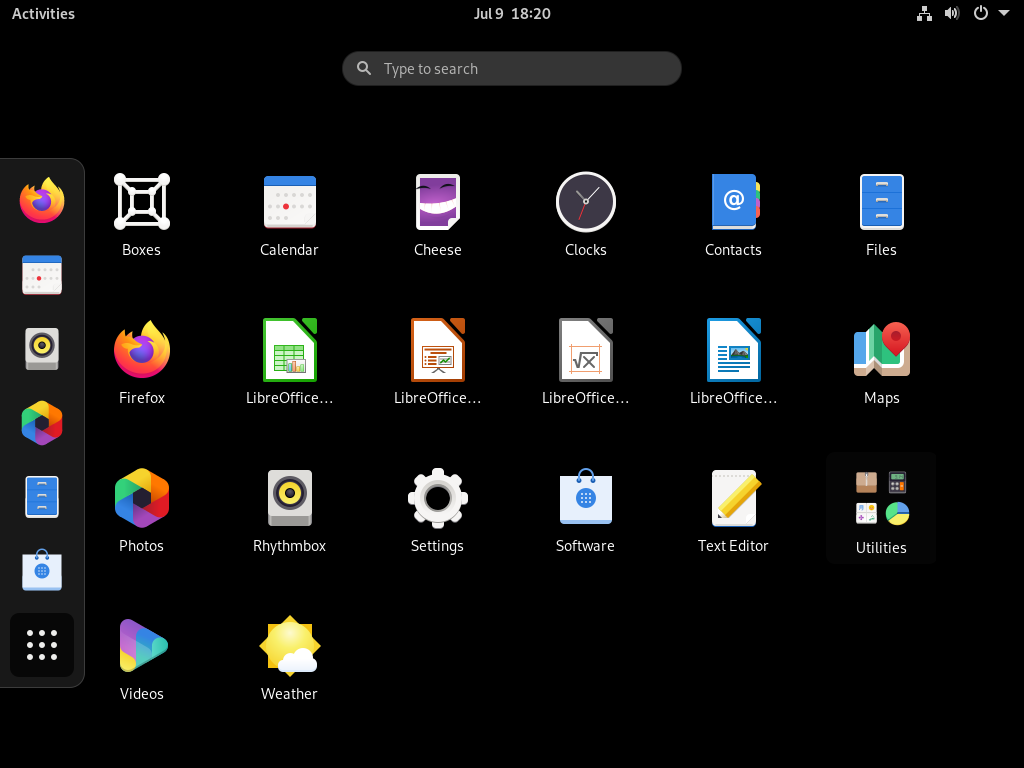 Activities
Jul 9 18:20
Type to search
Boxes
Calendar
Cheese
Clocks
Contacts
Files
Firefox
LibreOffice…
LibreOffice…
LibreOffice…
LibreOffice…
Maps
Photos
Rhythmbox
Settings
Software
Text Editor
Utilities
Videos
Weather